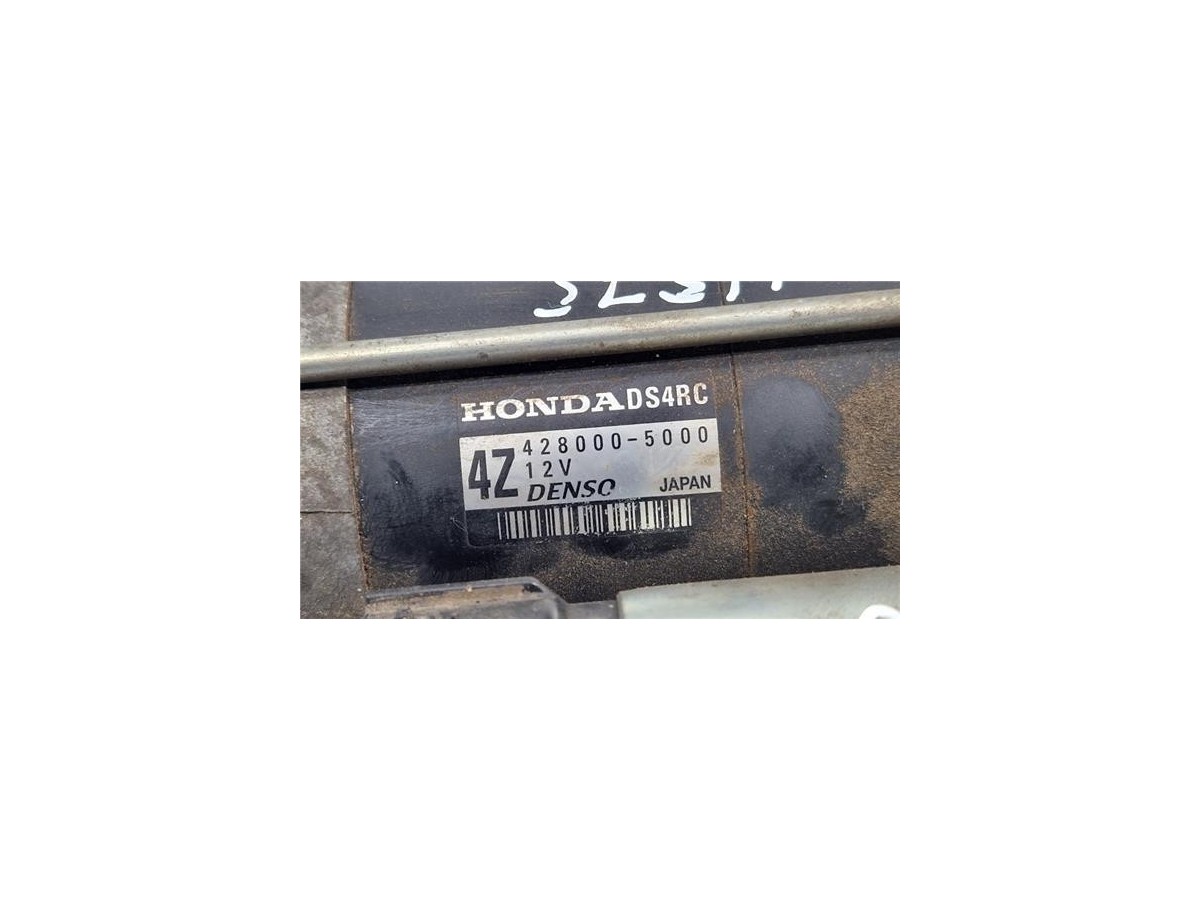 HONDA DS4RC
4Z 428000-5000
12V
DENSO JAPAN